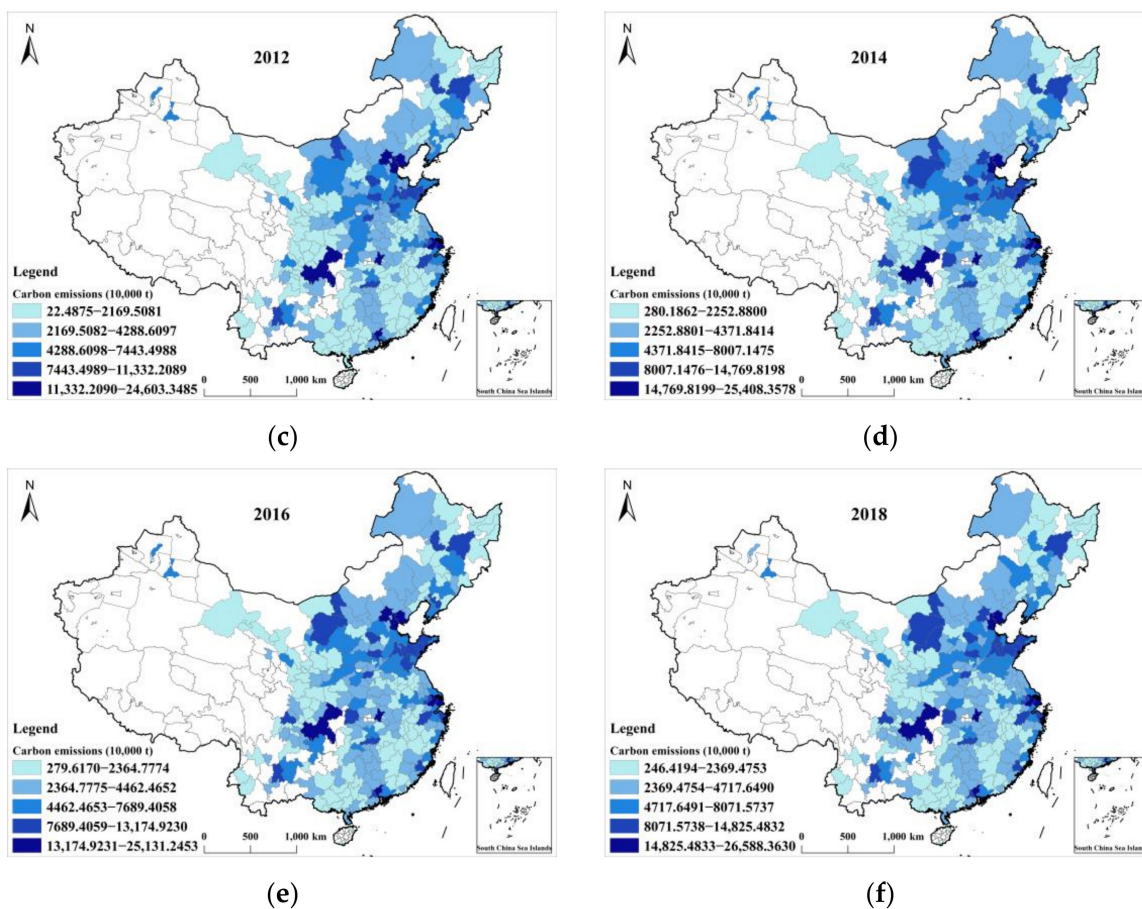 N
2012
Legend
Carbon emissions (10,000 t)
22.4875−2169.5081
2169.5082−4288.6097
4288.6098−7443.4988
7443.4989−11,332.2089
11,332.2090−24,603.3485
0 500 1,000 km
South China Sea Islands
(c)
N
2014
Legend
Carbon emissions (10,000 t)
280.1862−2252.8800
2252.8801−4371.8414
4371.8415−8007.1475
8007.1476−14,769.8198
14,769.8199−25,408.3578
0 500 1,000 km
South China Sea Islands
(d)
N
2016
Legend
Carbon emissions (10,000 t)
279.6170−2364.7774
2364.7775−4462.4652
4462.4653−7689.4058
7689.4059−13,174.9230
13,174.9231−25,131.2453
0 500 1,000 km
South China Sea Islands
(e)
N
2018
Legend
Carbon emissions (10,000 t)
246.4194−2369.4753
2369.4754−4717.6490
4717.6491−8071.5737
8071.5738−14,825.4832
14,825.4833−26,588.3630
0 500 1,000 km
South China Sea Islands
(f)